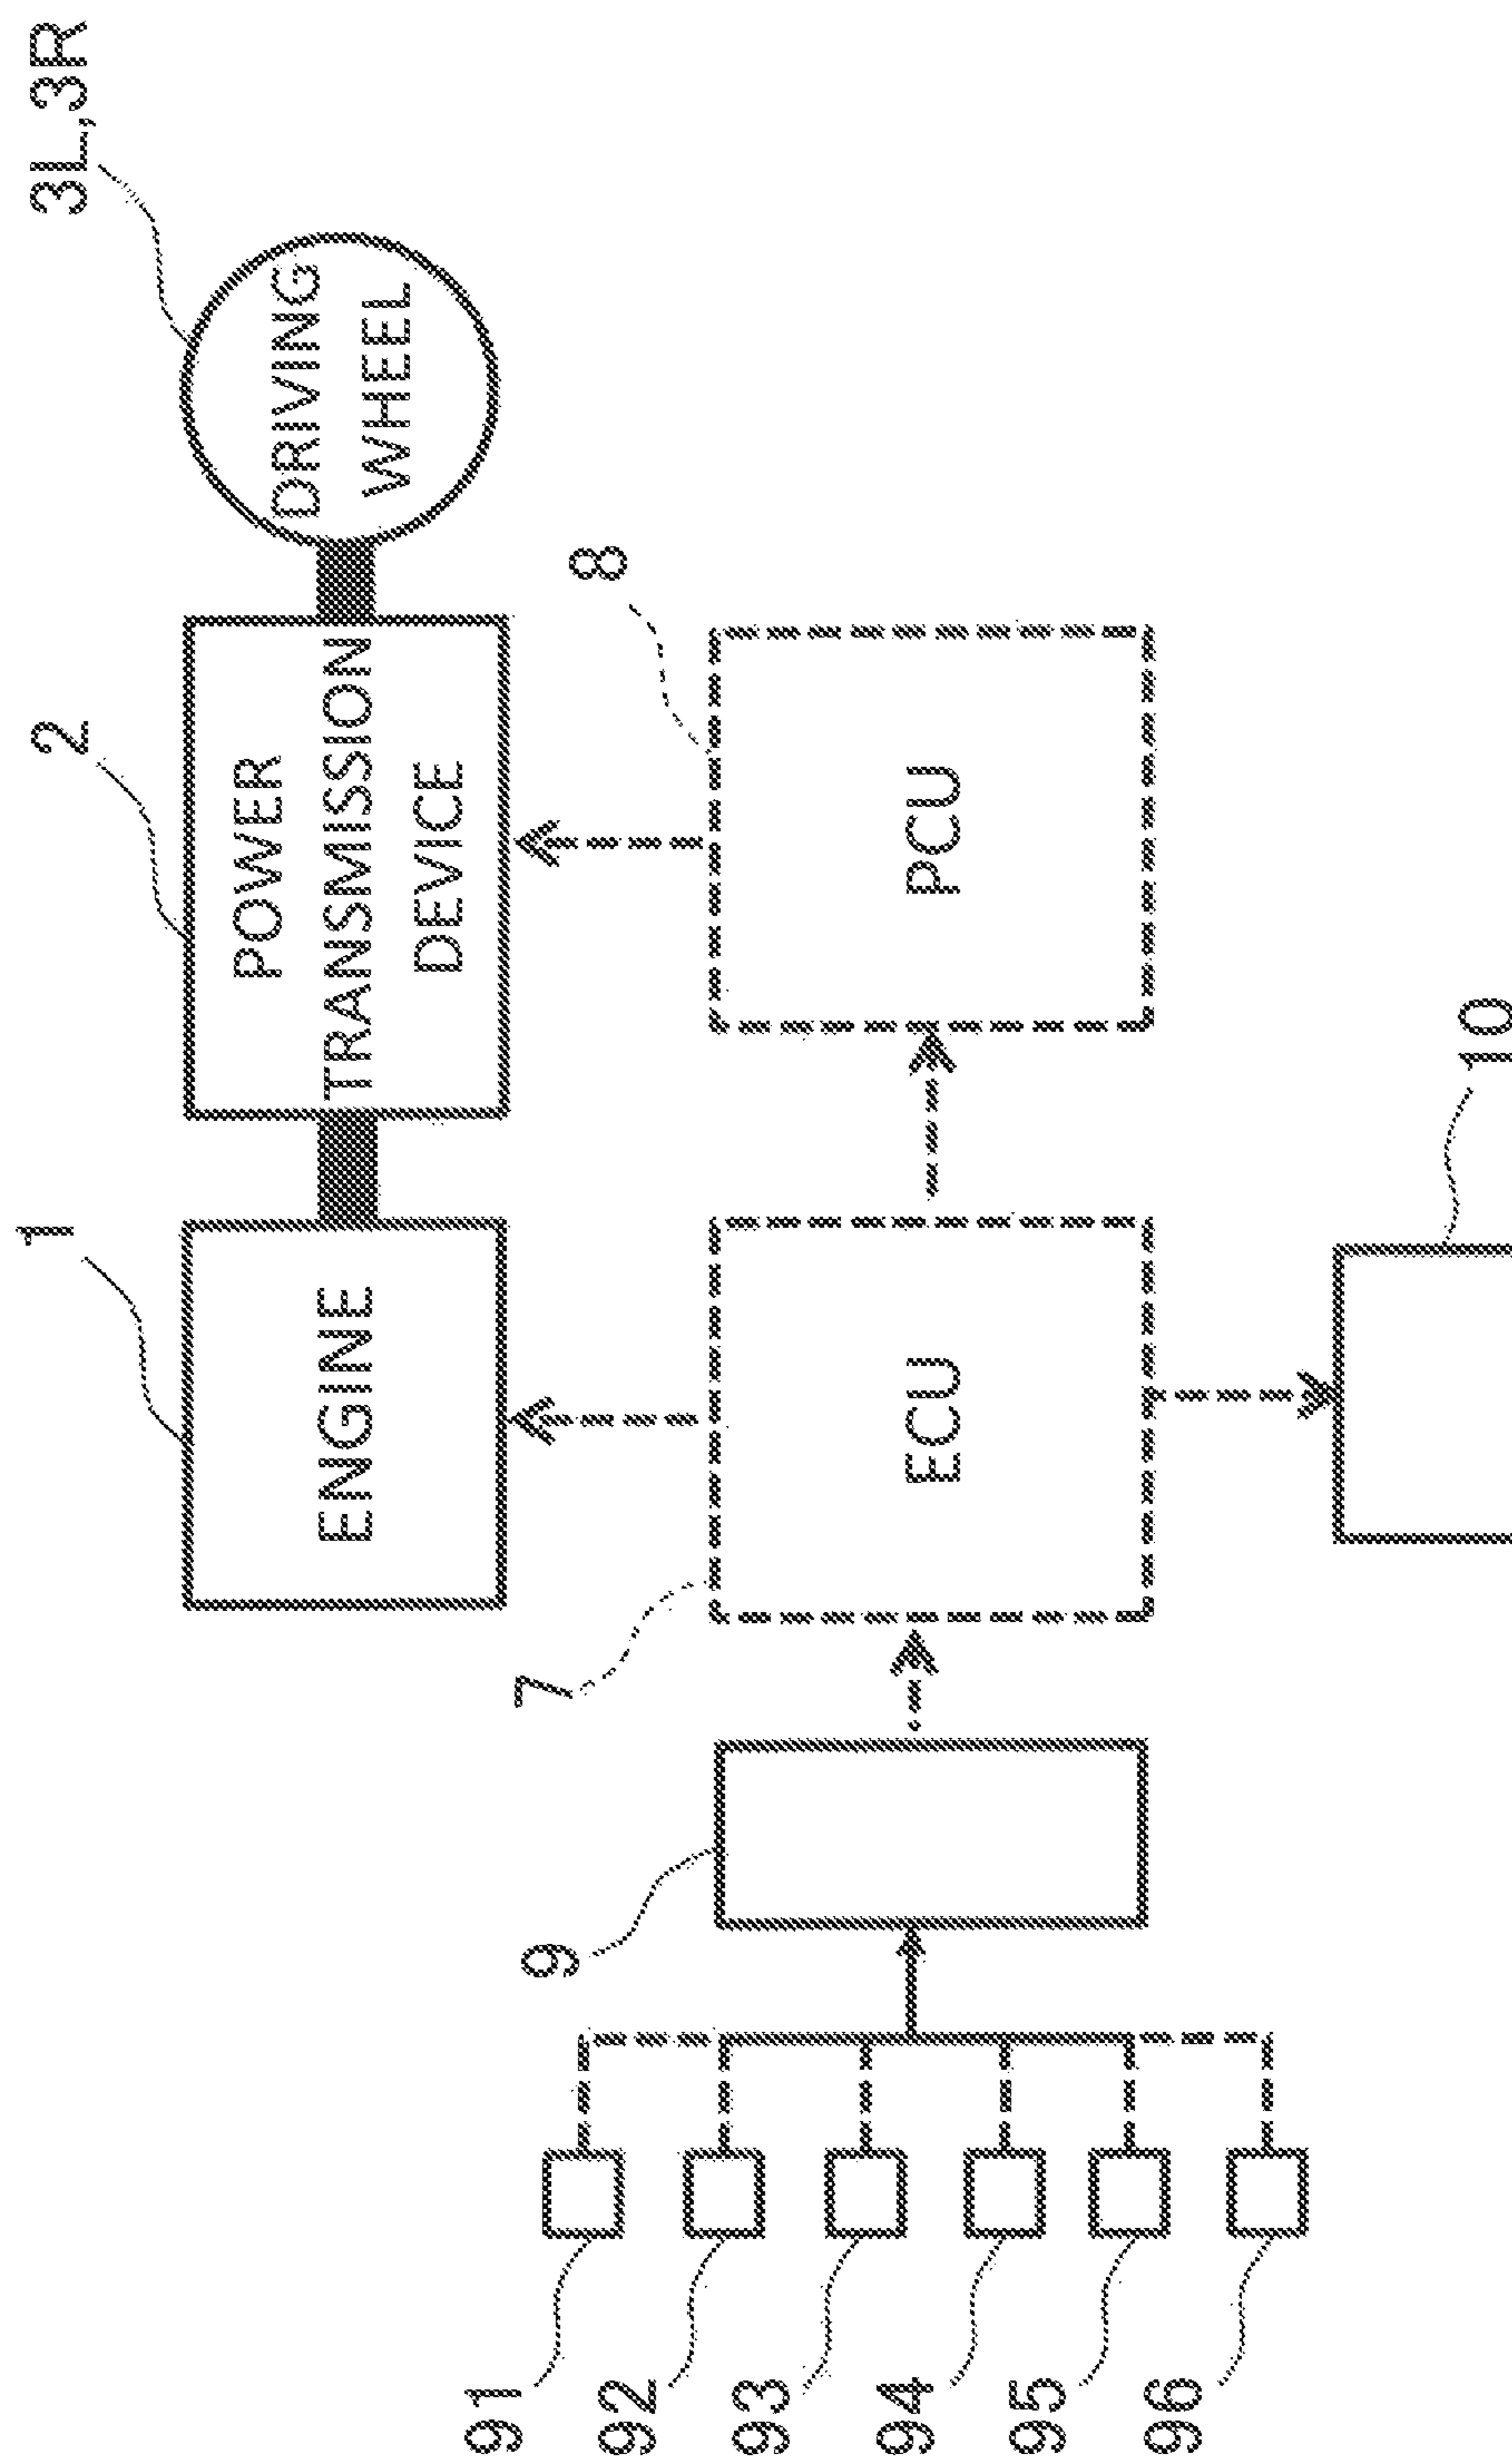 3L,3R
2
1
DRIVING
WHEEL
POWER
TRANSMISSION
DEVICE
ENGINE
8
PCU
7
ECU
10
9
91
92
93
94
95
96